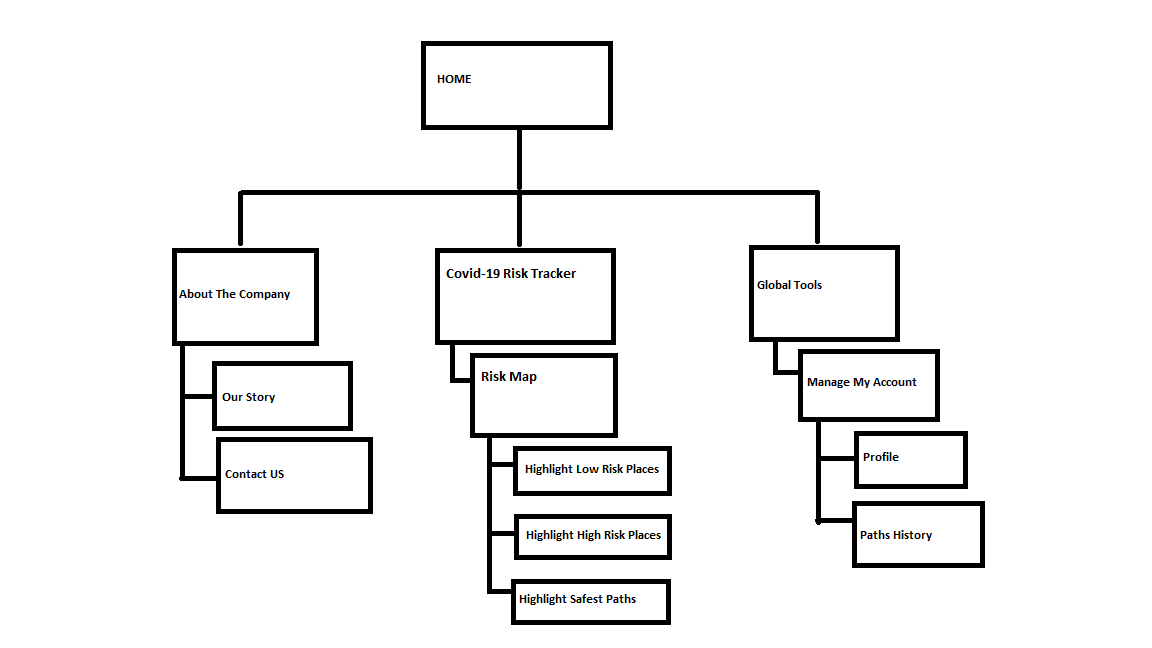 HOME
About The Company
Our Story
Contact US
Covid-19 Risk Tracker
Risk Map
Highlight Low Risk Places
Highlight High Risk Places
Highlight Safest Paths
Global Tools
Manage My Account
Profile
Paths History